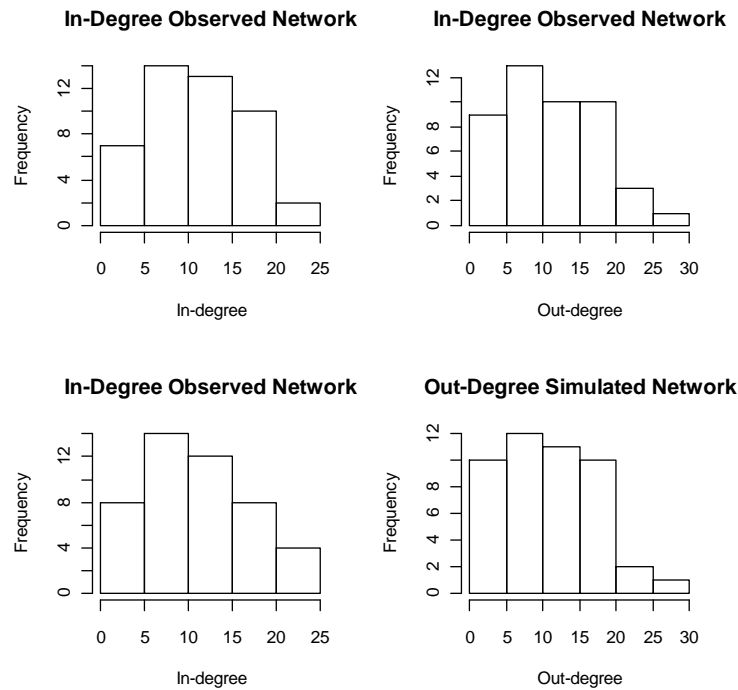 In-Degree Observed Network
Frequency
0 4 8 12
0 5 10 15 20 25
In-degree
In-Degree Observed Network
Frequency
0 2 4 6 8 12
0 5 10 15 20 25 30
Out-degree
In-Degree Observed Network
Frequency
0 4 8 12
0 5 10 15 20 25
In-degree
Out-Degree Simulated Network
Frequency
0 2 4 6 8 12
0 5 10 15 20 25 30
Out-degree